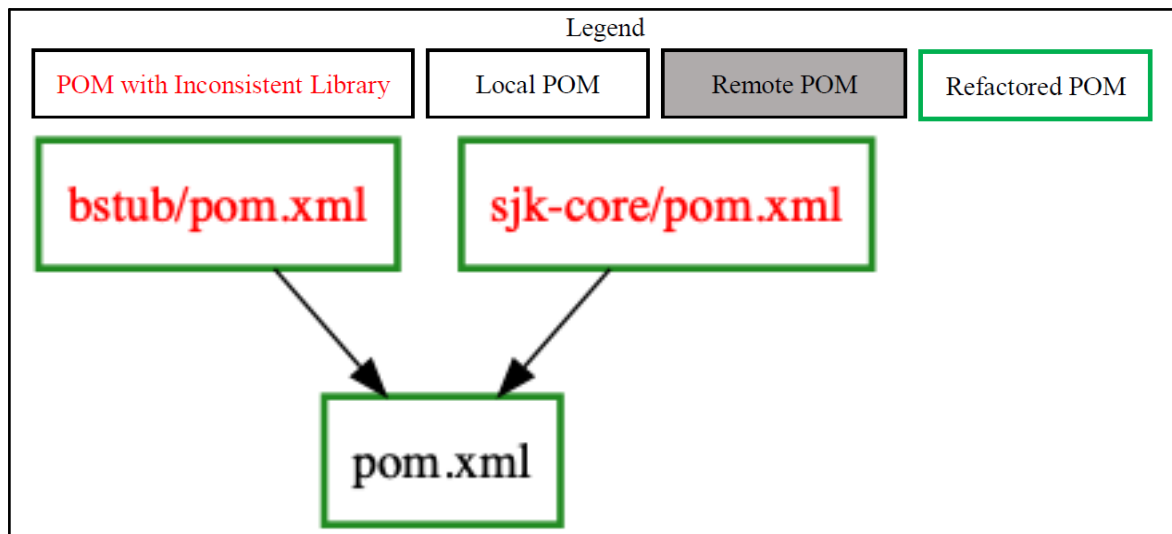 Legend
POM with Inconsistent Library
Local POM
Remote POM
Refactored POM
bstub/pom.xml
sjk-core/pom.xml
pom.xml